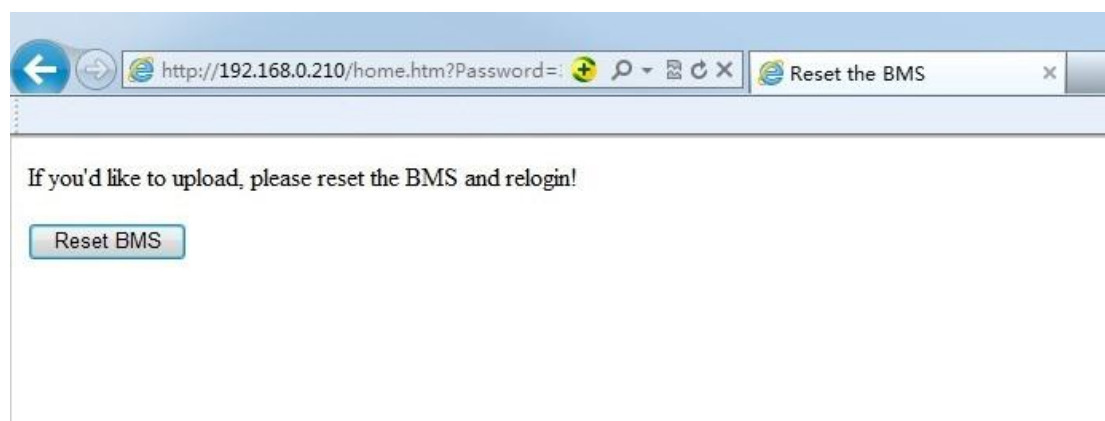 http://192.168.0.210/home.htm?Password=
Reset the BMS
If you'd like to upload, please reset the BMS and relogin!
Reset BMS